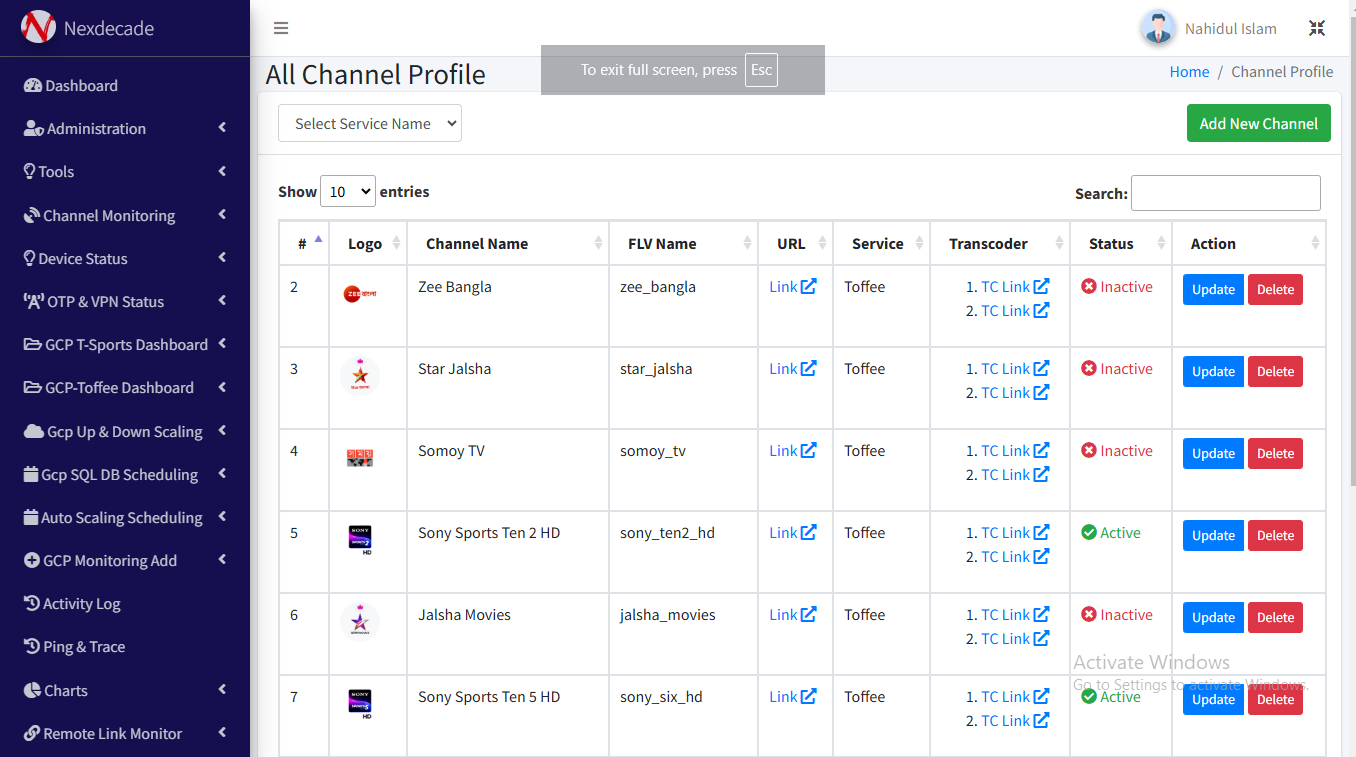 Nexdecade
Nahidul Islam
To exit full screen, press Esc
All Channel Profile
Home / Channel Profile
Dashboard
Administration
Tools
Channel Monitoring
Device Status
OTP & VPN Status
GCP T-Sports Dashboard
GCP-Toffee Dashboard
Gcp Up & Down Scaling
Gcp SQL DB Scheduling
Auto Scaling Scheduling
GCP Monitoring Add
Activity Log
Ping & Trace
Charts
Remote Link Monitor
Select Service Name
Add New Channel
Show 10 entries
Search:
# Logo Channel Name FLV Name URL Service Transcoder Status Action
2 ZEE বাংলা Zee Bangla zee_bangla Link Toffee 1. TC Link Inactive Update Delete
2. TC Link
3 Star Jalsha star_jalsha Link Toffee 1. TC Link Inactive Update Delete
2. TC Link
4 সময় Somoy TV somoy_tv Link Toffee 1. TC Link Inactive Update Delete
2. TC Link
5 SONY Sony Sports Ten 2 HD sony_ten2_hd Link Toffee 1. TC Link Active Update Delete
HD 2. TC Link
6 Jalsha Movies jalsha_movies Link Toffee 1. TC Link Inactive Update Delete
2. TC Link
7 SONY Sony Sports Ten 5 HD sony_six_hd Link Toffee 1. TC Link Active Update Delete
HD 2. TC Link
Activate Windows
Go to Settings to activate Windows.